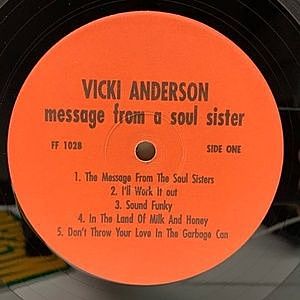 VICKI ANDERSON
message from a soul sister
FF 1028 SIDE ONE
1. The Message From The Soul Sisters
2. I'll Work It out
3. Sound Funky
4. In The Land Of Milk And Honey
5. Don't Throw Your Love In The Garbage Can